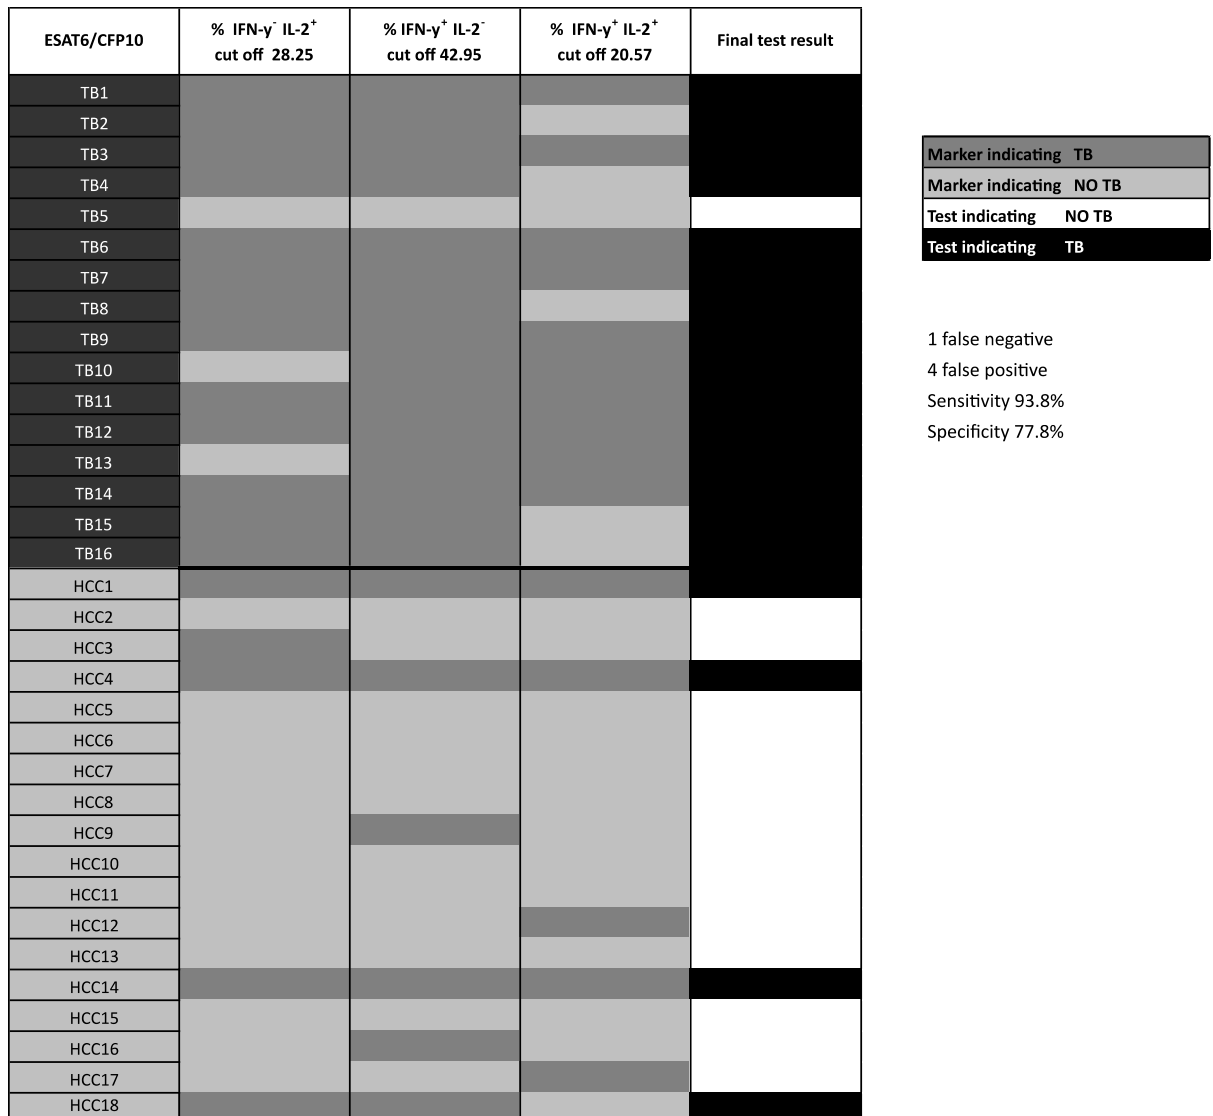 ESAT6/CFP10
% IFN-y⁻ IL-2⁺
cut off 28.25
% IFN-y⁺ IL-2⁻
cut off 42.95
% IFN-y⁺ IL-2⁺
cut off 20.57
Final test result
TB1
TB2
TB3
TB4
TB5
TB6
TB7
TB8
TB9
TB10
TB11
TB12
TB13
TB14
TB15
TB16
HCC1
HCC2
HCC3
HCC4
HCC5
HCC6
HCC7
HCC8
HCC9
HCC10
HCC11
HCC12
HCC13
HCC14
HCC15
HCC16
HCC17
HCC18
Marker indicating TB
Marker indicating NO TB
Test indicating NO TB
Test indicating TB
1 false negative
4 false positive
Sensitivity 93.8%
Specificity 77.8%